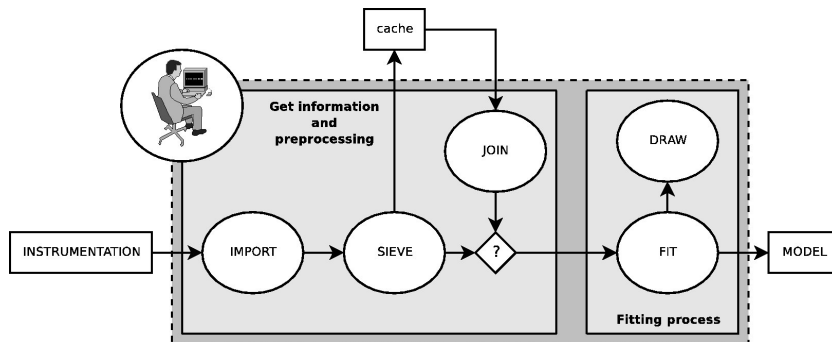 cache
Get information
and
preprocessing
JOIN
DRAW
INSTRUMENTATION
IMPORT
SIEVE
?
FIT
MODEL
Fitting process